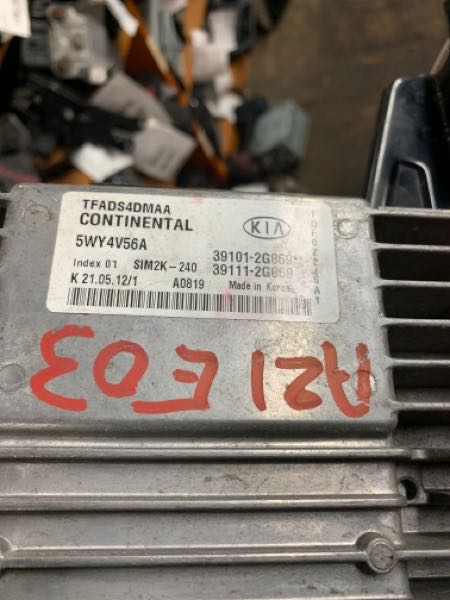 TFADS4DMAA
CONTINENTAL
KIA
5WY4V56A
39101-2G869
Index 01 SIM2K-240
39111-2G869
K 21.05.12/1 A0819 Made in Korea
A21E03